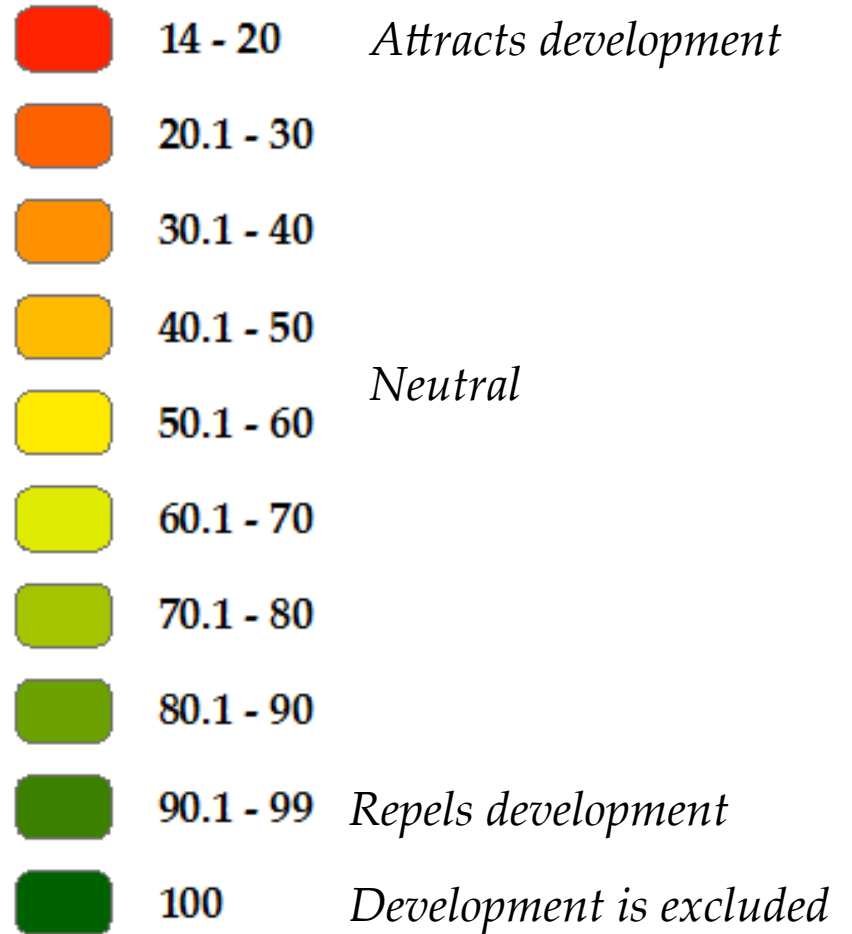 14 - 20 Attracts development
20.1 - 30
30.1 - 40
40.1 - 50
Neutral
50.1 - 60
60.1 - 70
70.1 - 80
80.1 - 90
90.1 - 99 Repels development
100 Development is excluded